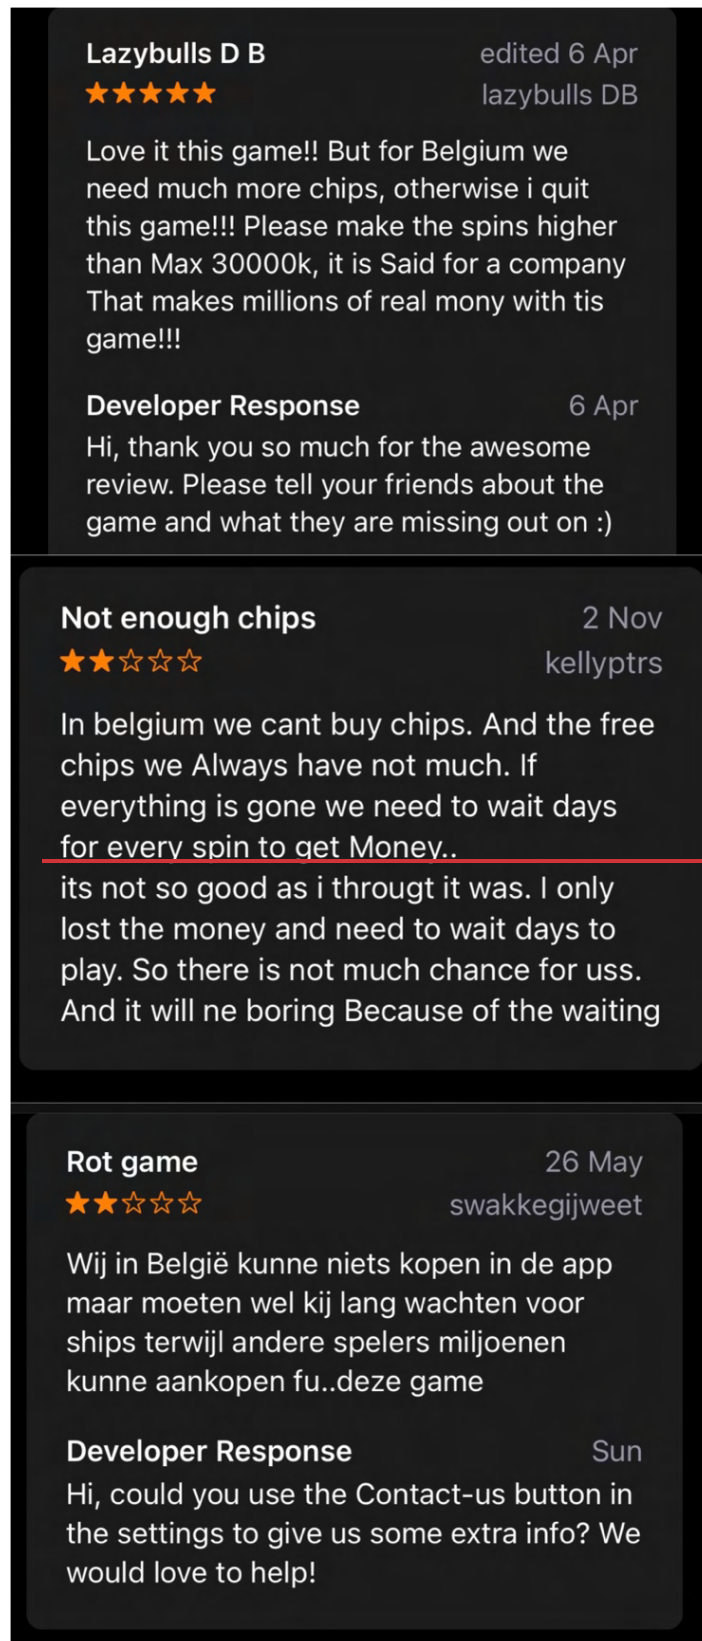 Lazybulls D B edited 6 Apr
lazybulls DB
Love it this game!! But for Belgium we
need much more chips, otherwise i quit
this game!!! Please make the spins higher
than Max 30000k, it is Said for a company
That makes millions of real mony with tis
game!!!
Developer Response 6 Apr
Hi, thank you so much for the awesome
review. Please tell your friends about the
game and what they are missing out on :)
Not enough chips 2 Nov
kellyptrs
In belgium we cant buy chips. And the free
chips we Always have not much. If
everything is gone we need to wait days
for every spin to get Money..
its not so good as i througt it was. I only
lost the money and need to wait days to
play. So there is not much chance for uss.
And it will ne boring Because of the waiting
Rot game 26 May
swakkegijweet
Wij in België kunne niets kopen in de app
maar moeten wel kij lang wachten voor
ships terwijl andere spelers miljoenen
kunne aankopen fu..deze game
Developer Response Sun
Hi, could you use the Contact-us button in
the settings to give us some extra info? We
would love to help!